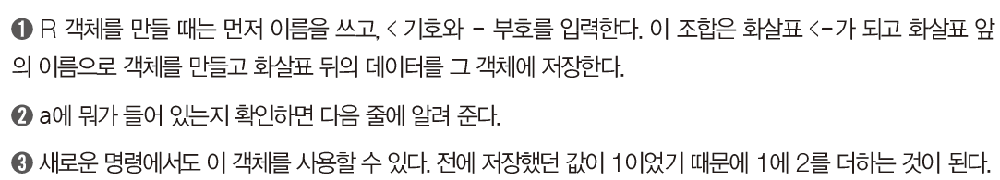 ❶ R 객체를 만들 때는 먼저 이름을 쓰고, < 기호와 - 부호를 입력한다. 이 조합은 화살표 <-가 되고 화살표 앞
의 이름으로 객체를 만들고 화살표 뒤의 데이터를 그 객체에 저장한다.
❷ a에 뭐가 들어 있는지 확인하면 다음 줄에 알려 준다.
❸ 새로운 명령에서도 이 객체를 사용할 수 있다. 전에 저장했던 값이 1이었기 때문에 1에 2를 더하는 것이 된다.